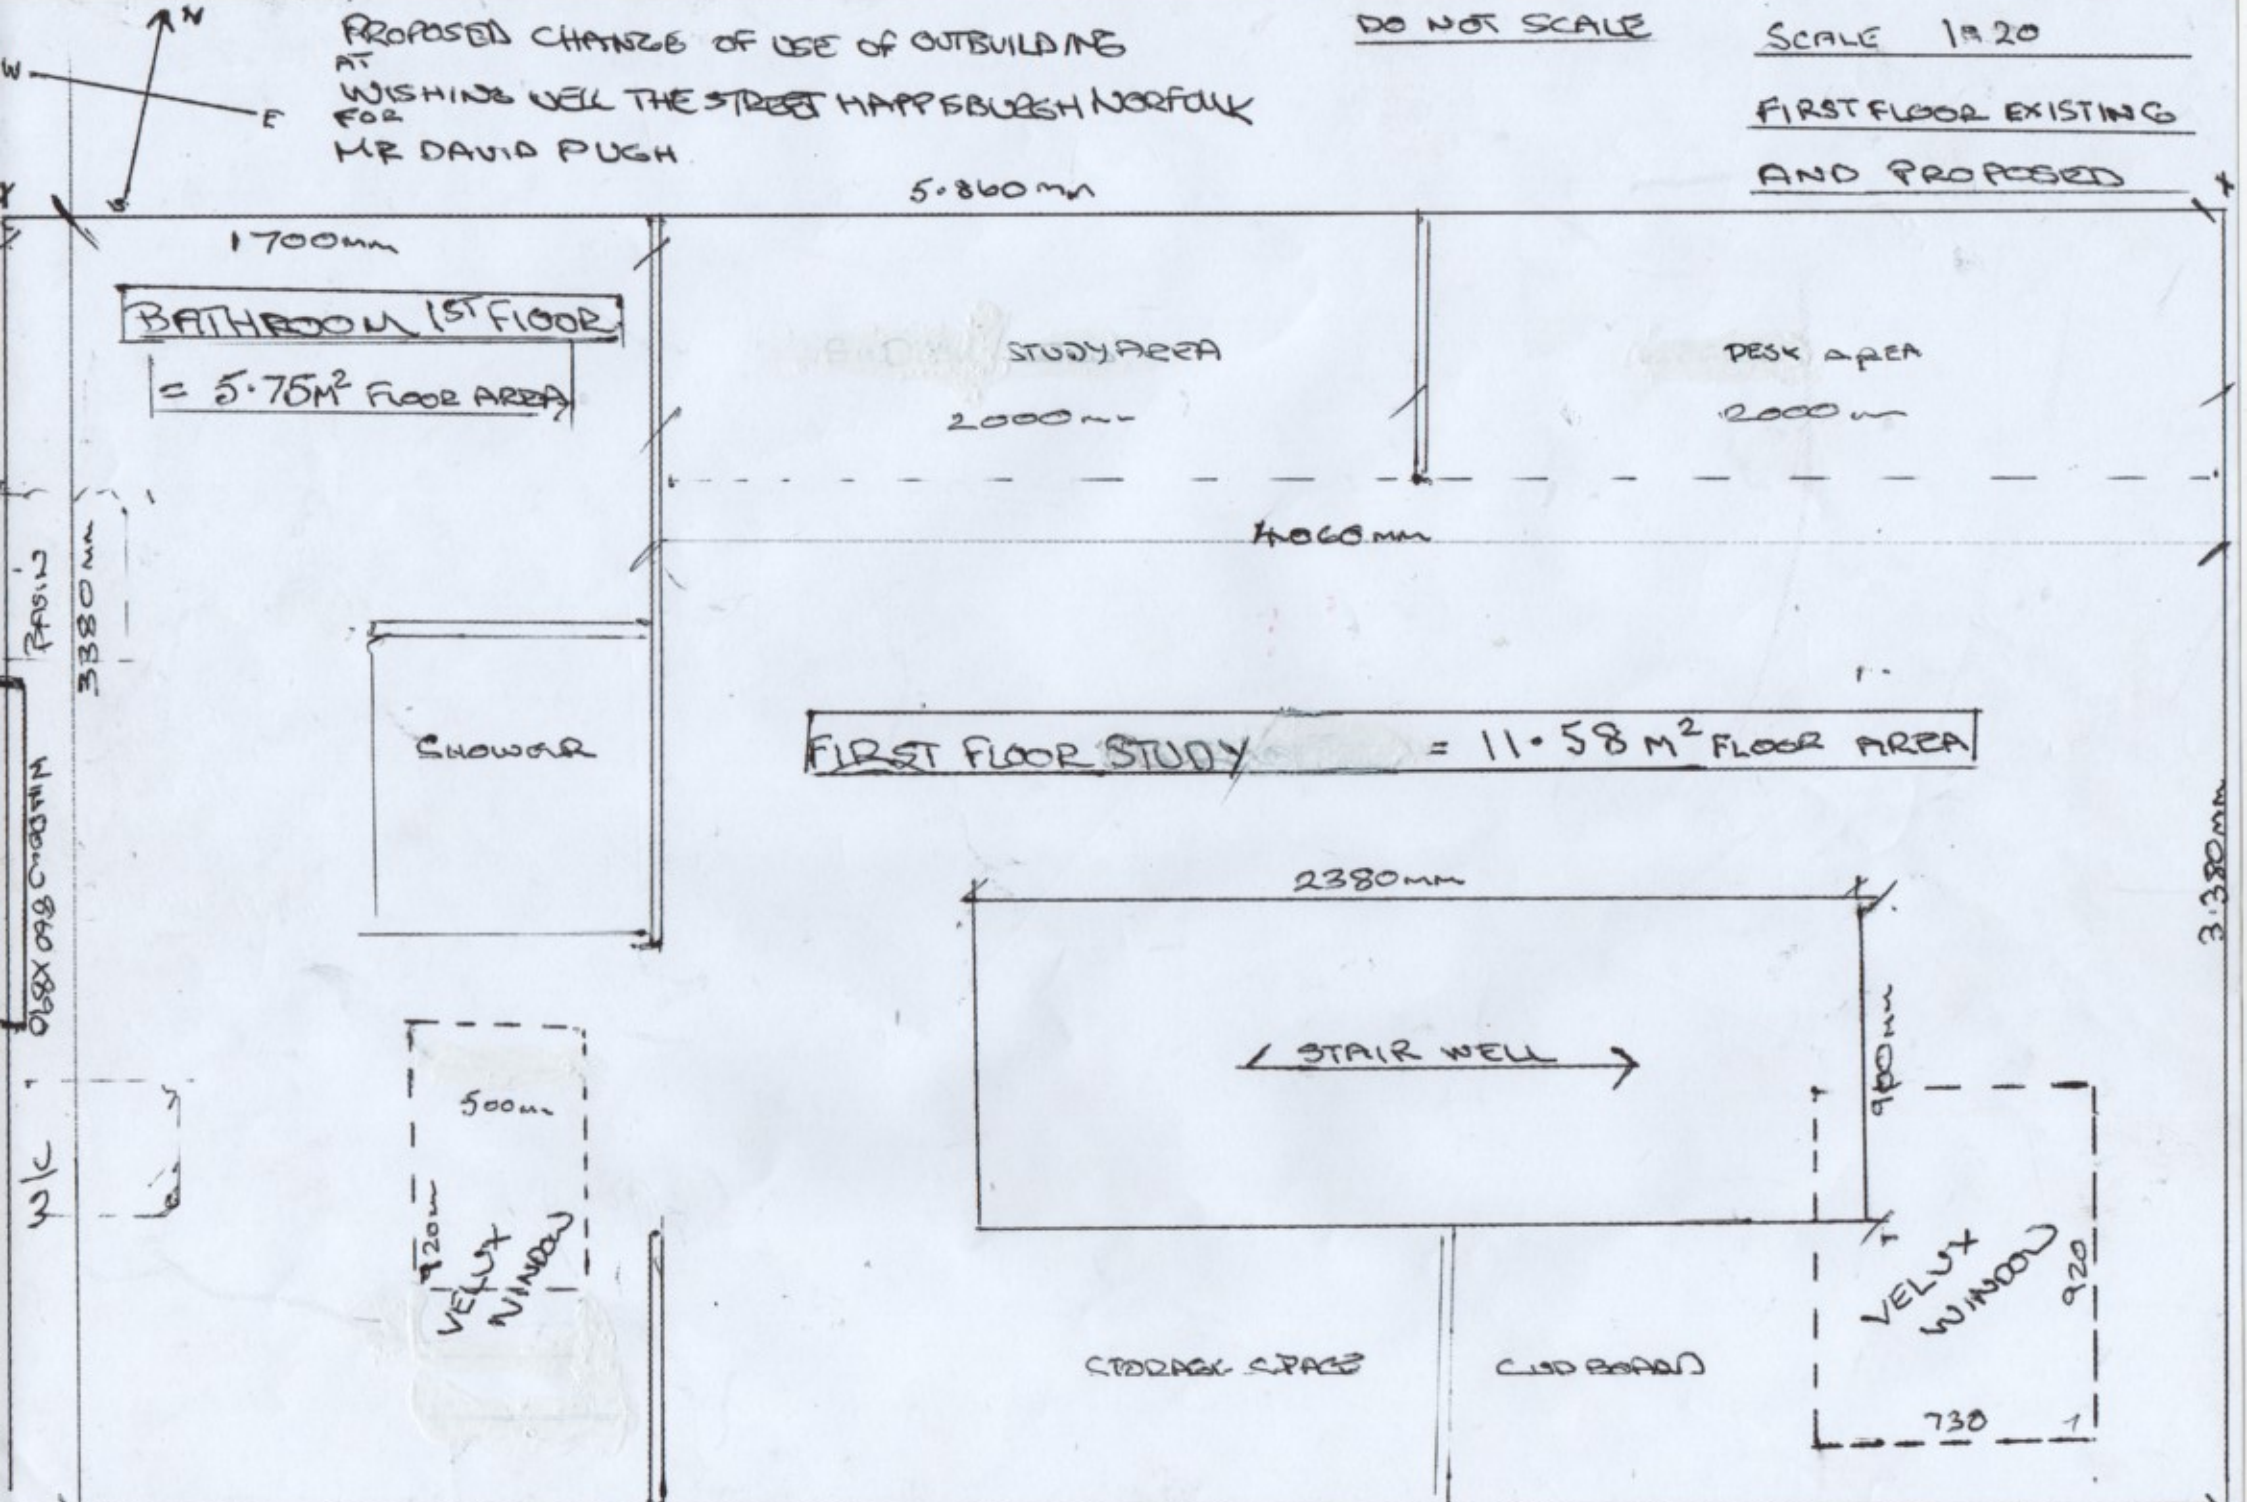 N
W
E
S
PROPOSED CHANGE OF USE OF OUTBUILDING
AT
WISHING WELL THE STREET HAPPISBURGH NORFOLK
FOR
MR DAVID PUGH
DO NOT SCALE
SCALE 1:20
FIRST FLOOR EXISTING
AND PROPOSED
5.860mm
1700mm
BATHROOM 1ST FLOOR
= 5.75M² FLOOR AREA
STUDY AREA
2000mm
DESK AREA
2000mm
4.060mm
BASIN
3380mm
SHOWER
FIRST FLOOR STUDY = 11.58 M² FLOOR AREA
2380mm
3.380mm
STAIR WELL
900mm
W/C
500mm
920mm
VELUX
WINDOW
VELUX
WINDOW
920
730
STORAGE SPACE
CUPBOARD